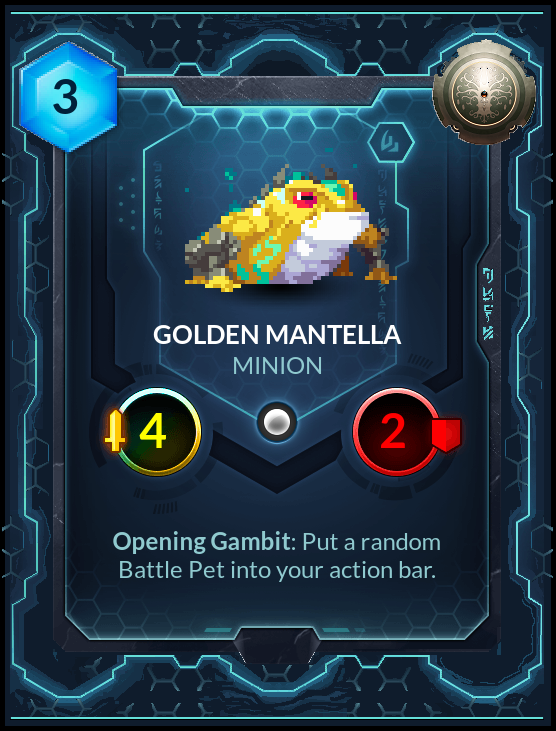 3
GOLDEN MANTELLA
MINION
4
2
Opening Gambit: Put a random
Battle Pet into your action bar.